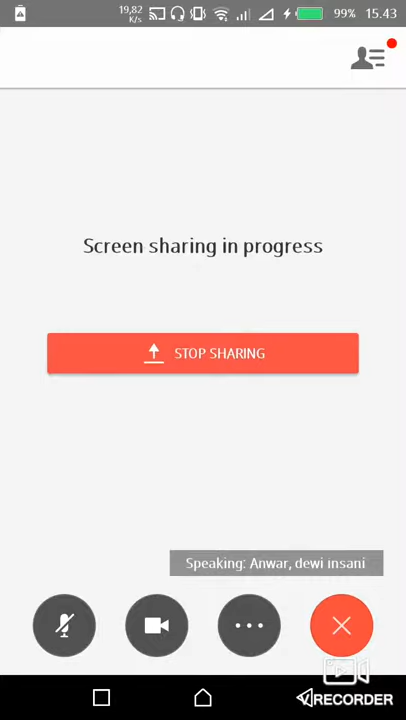 19,82
K/s
99%
15.43
Screen sharing in progress
STOP SHARING
Speaking: Anwar, dewi insani
RECORDER